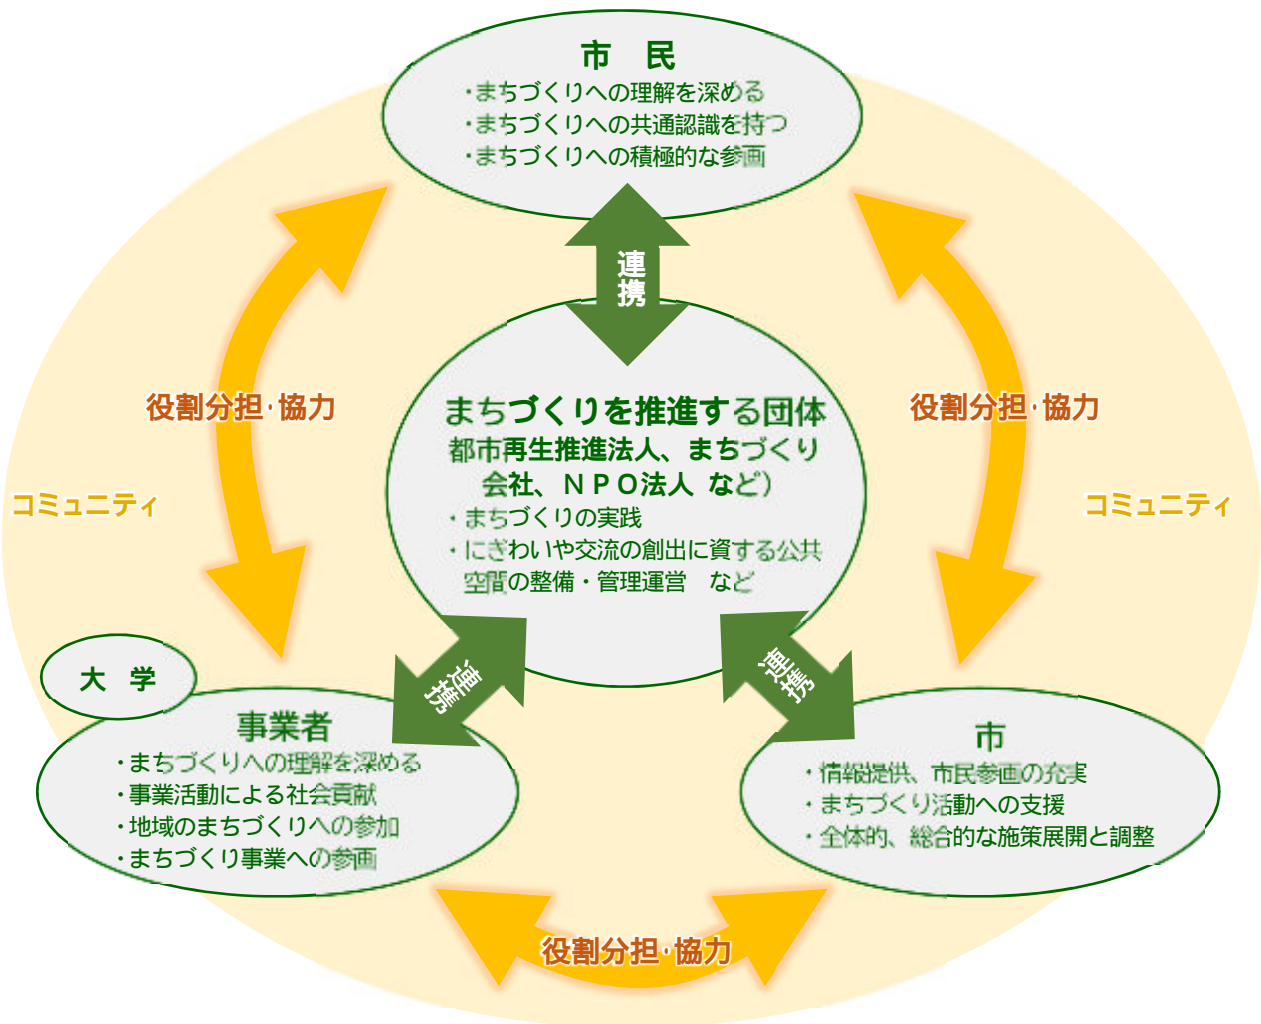 市　民
・まちづくりへの理解を深める
・まちづくりへの共通認識を持つ
・まちづくりへの積極的な参画
連携
役割分担・協力
役割分担・協力
まちづくりを推進する団体
都市再生推進法人、まちづくり
会社、ＮＰＯ法人 など）
・まちづくりの実践
・にぎわいや交流の創出に資する公共
空間の整備・管理運営　など
コミュニティ
コミュニティ
連携
連携
大　学
事業者
・まちづくりへの理解を深める
・事業活動による社会貢献
・地域のまちづくりへの参加
・まちづくり事業への参画
市
・情報提供、市民参画の充実
・まちづくり活動への支援
・全体的、総合的な施策展開と調整
役割分担・協力